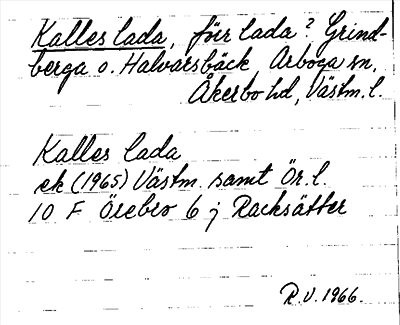 Kalles lada, förr lada? Grind-
berga o. Halvarsbäck Arboga sn,
Åkerbo hd, Västm. l.
Kalles lada
ek (1965) Västm. samt Ör. l.
10 F Örebro 6 j Racksätter
R.V. 1966.